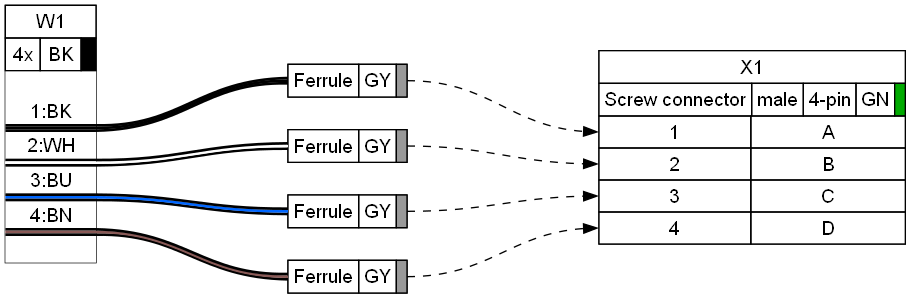 W1
4x BK
1:BK
2:WH
3:BU
4:BN
Ferrule GY
Ferrule GY
Ferrule GY
Ferrule GY
X1
Screw connector male 4-pin GN
1 A
2 B
3 C
4 D